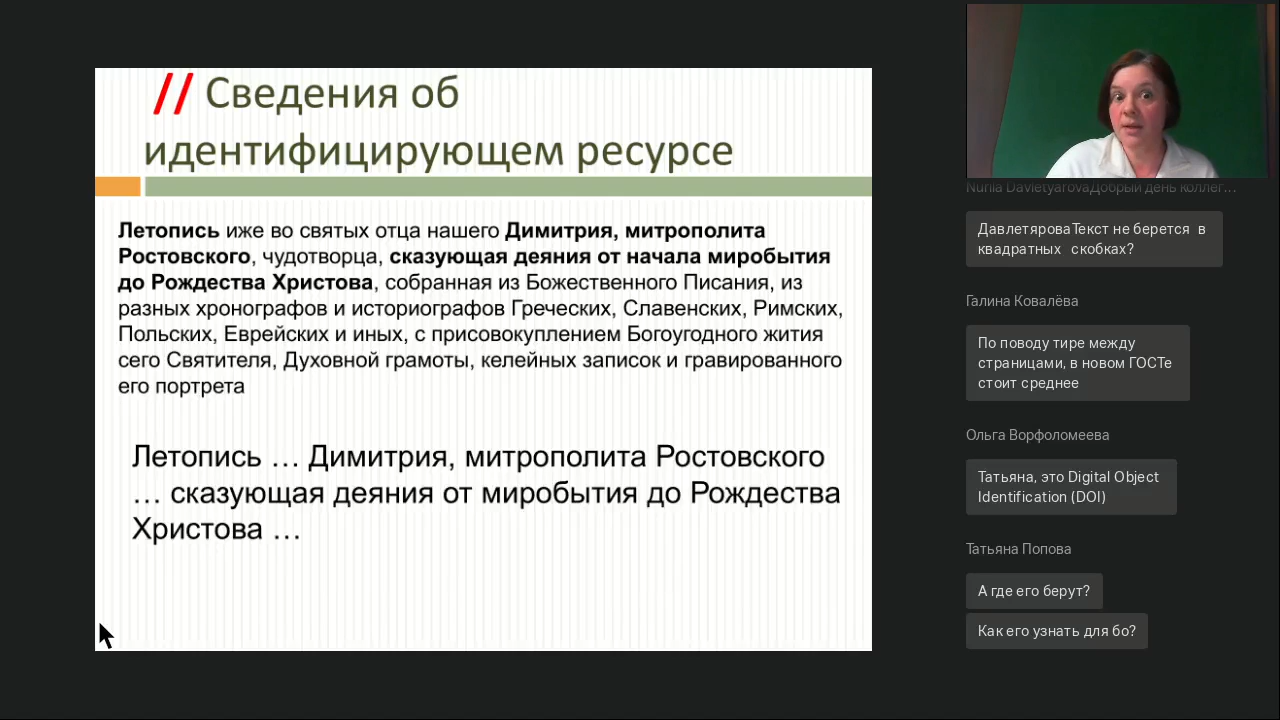 // Сведения об
идентифицирующем ресурсе
Летопись иже во святых отца нашего Димитрия, митрополита
Ростовского, чудотворца, сказующая деяния от начала миробытия
до Рождества Христова, собранная из Божественного Писания, из
разных хронографов и историографов Греческих, Славенских, Римских,
Польских, Еврейских и иных, с присовокуплением Богоугодного жития
сего Святителя, Духовной грамоты, келейных записок и гравированного
его портрета
Летопись … Димитрия, митрополита Ростовского
… сказующая деяния от миробытия до Рождества
Христова …
Nurlia DavletyarovaДобрый день коллег…
ДавлетяроваТекст не берется в
квадратных скобках?
Галина Ковалёва
По поводу тире между
страницами, в новом ГОСТе
стоит среднее
Ольга Ворфоломеева
Татьяна, это Digital Object
Identification (DOI)
Татьяна Попова
А где его берут?
Как его узнать для бо?